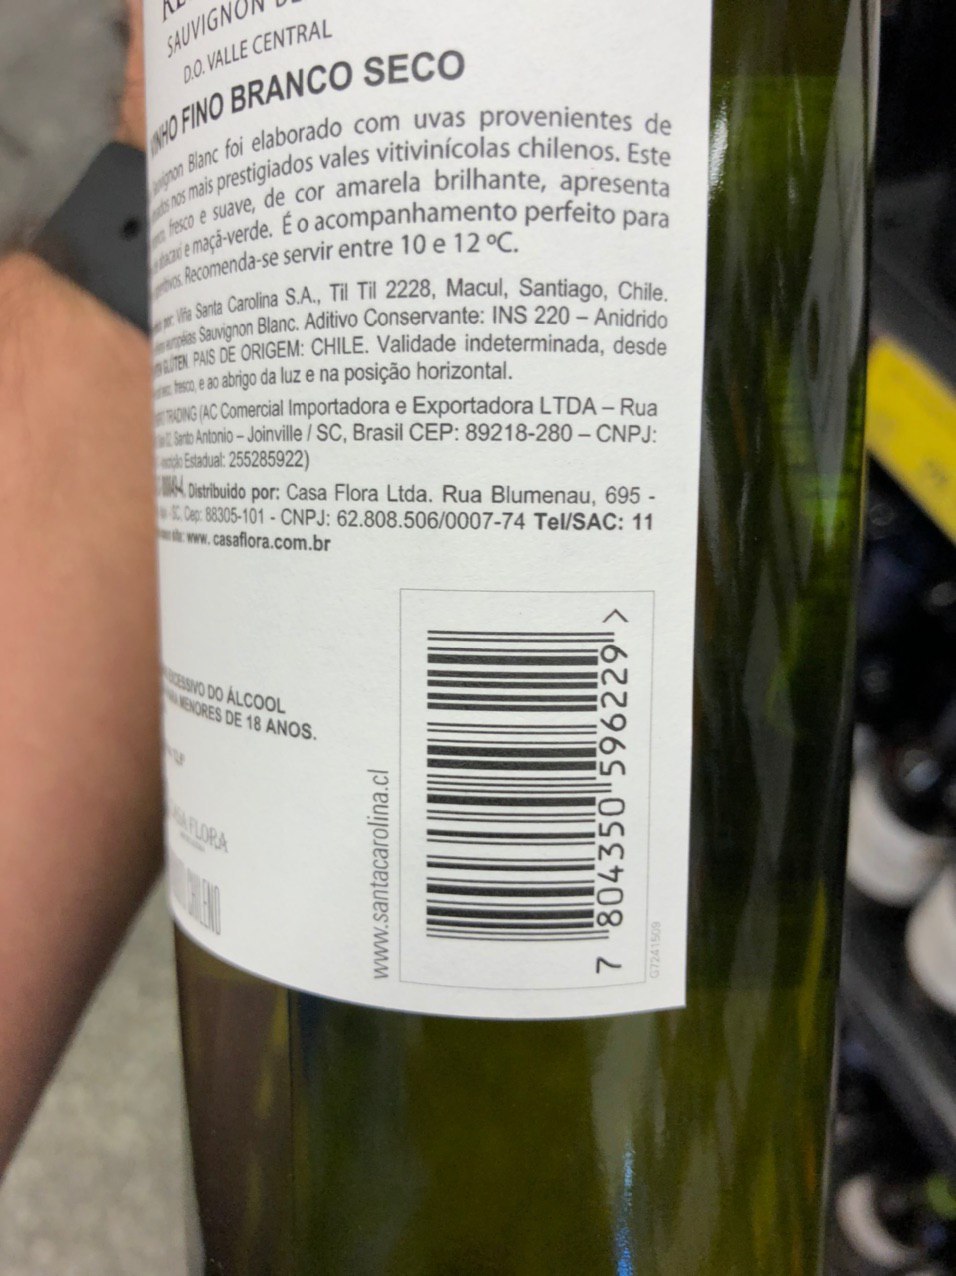 SAUVIGNON
D.O. VALLE CENTRAL
FINO BRANCO SECO
Blanc foi elaborado com uvas provenientes de
nos mais prestigiados vales vitivinícolas chilenos. Este
fresco e suave, de cor amarela brilhante, apresenta
e maçã-verde. É o acompanhamento perfeito para
Recomenda-se servir entre 10 e 12 ºC.
Viña Santa Carolina S.A., Til Til 2228, Macul, Santiago, Chile.
Sauvignon Blanc. Aditivo Conservante: INS 220 – Anidrido
GLÚTEN. PAIS DE ORIGEM: CHILE. Validade indeterminada, desde
fresco, e ao abrigo da luz e na posição horizontal.
TRADING (AC Comercial Importadora e Exportadora LTDA – Rua
Santo Antonio – Joinville / SC, Brasil CEP: 89218-280 – CNPJ:
Estadual: 255285922)
Distribuido por: Casa Flora Ltda. Rua Blumenau, 695 -
SC. Cep: 88305-101 - CNPJ: 62.808.506/0007-74 Tel/SAC: 11
www. casaflora.com.br
DO ÁLCOOL
MENORES DE 18 ANOS.
FLORA
www.santacarolina.cl
7 804350 596229 >
G7241509